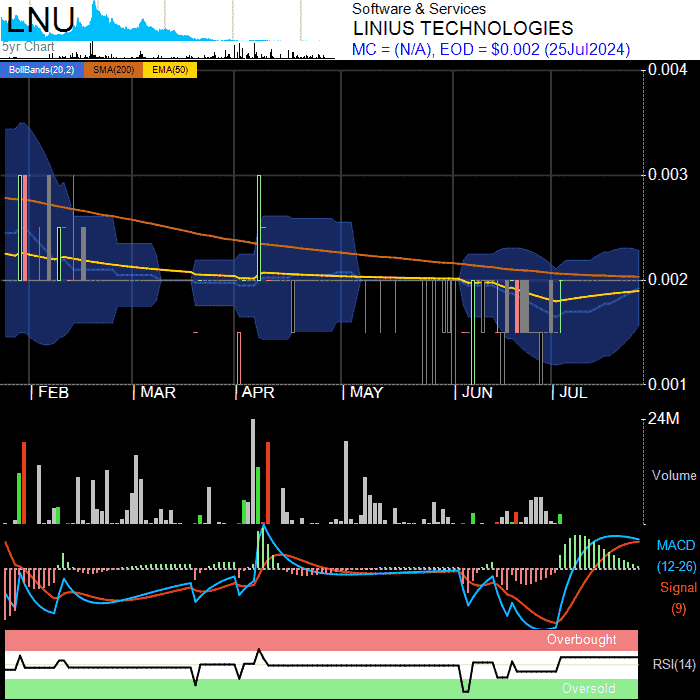 LNU
5yr Chart
Software & Services
LINIUS TECHNOLOGIES
MC = (N/A), EOD = $0.002 (25Jul2024)
BollBands(20,2) SMA(200) EMA(50)
0.004
0.003
0.002
0.001
FEB MAR APR MAY JUN JUL
24M
Volume
MACD
(12-26)
Signal
(9)
Overbought
RSI(14)
Oversold